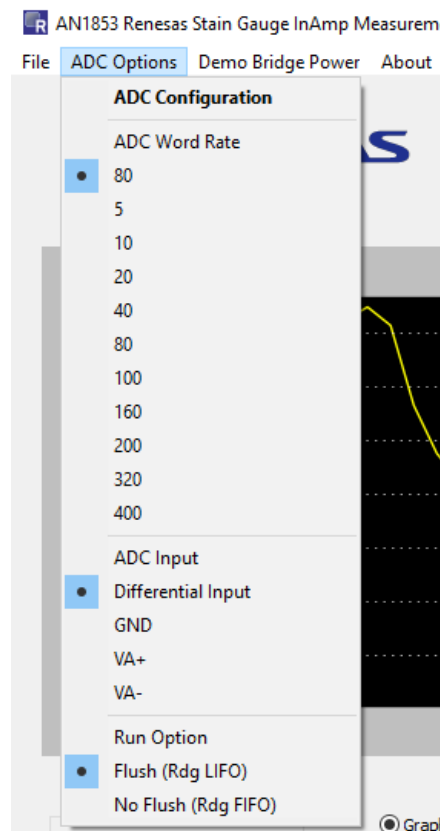 AN1853 Renesas Stain Gauge InAmp Measurem
File ADC Options Demo Bridge Power About
ADC Configuration
ADC Word Rate
80
5
10
20
40
80
100
160
200
320
400
ADC Input
Differential Input
GND
VA+
VA-
Run Option
Flush (Rdg LIFO)
No Flush (Rdg FIFO)
Grap